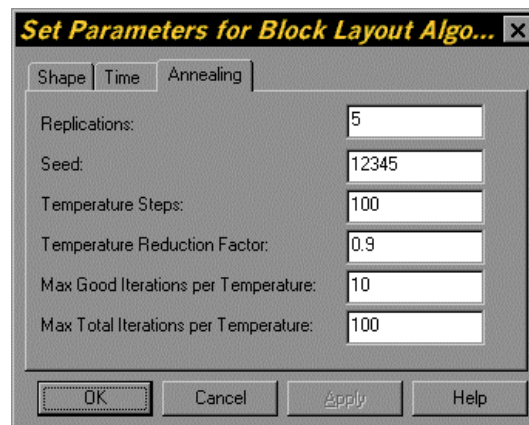 Set Parameters for Block Layout Algo...
Shape Time Annealing
Replications: 5
Seed: 12345
Temperature Steps: 100
Temperature Reduction Factor: 0.9
Max Good Iterations per Temperature: 10
Max Total Iterations per Temperature: 100
OK Cancel Apply Help